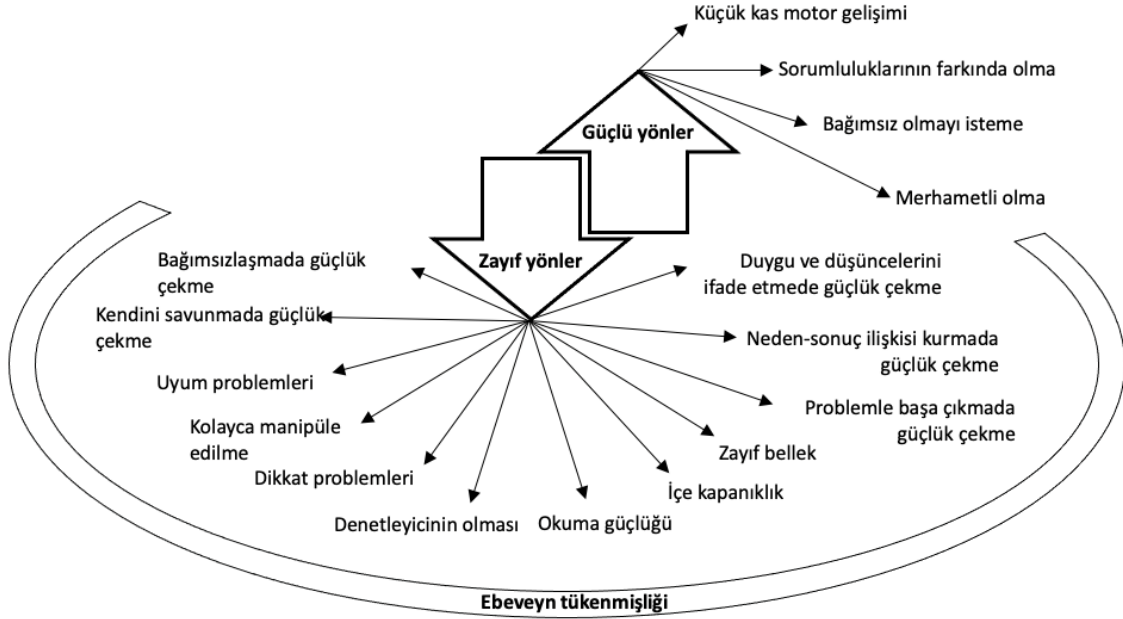 Küçük kas motor gelişimi
Sorumluluklarının farkında olma
Güçlü yönler
Bağımsız olmayı isteme
Merhametli olma
Zayıf yönler
Bağımsızlaşmada güçlük
çekme
Kendini savunmada güçlük
çekme
Uyum problemleri
Kolayca manipüle
edilme
Dikkat problemleri
Denetleyicinin olması
Okuma güçlüğü
İçe kapanıklık
Zayıf bellek
Problemle başa çıkmada
güçlük çekme
Neden-sonuç ilişkisi kurmada
güçlük çekme
Duygu ve düşüncelerini
ifade etmede güçlük çekme
Ebeveyn tükenmişliği